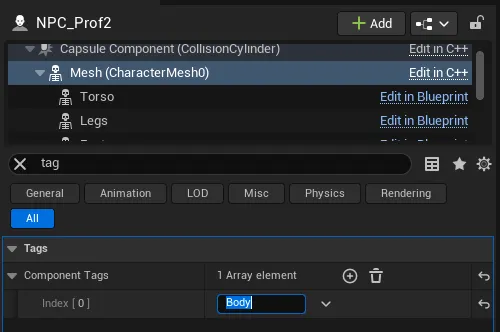 NPC_Prof2
Add
Capsule Component (CollisionCylinder) Edit in C++
Mesh (CharacterMesh0) Edit in C++
Torso Edit in Blueprint
Legs Edit in Blueprint
tag
General Animation LOD Misc Physics Rendering
All
Tags
Component Tags 1 Array element
Index [ 0 ] Body